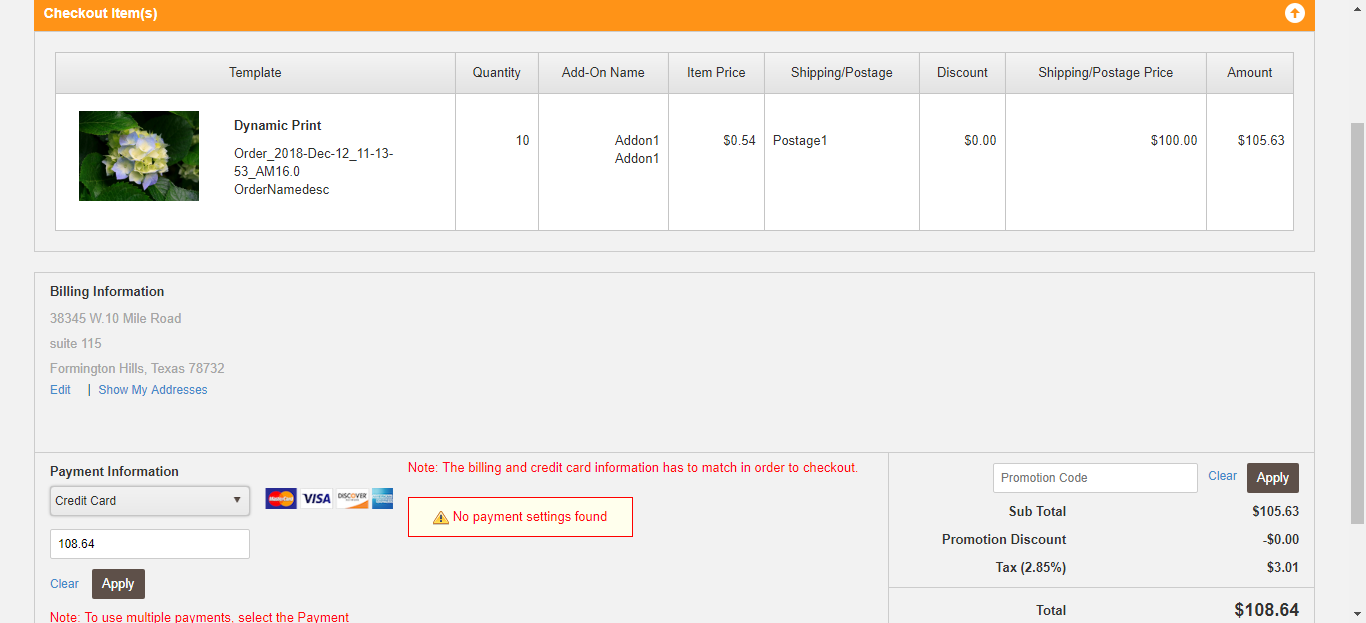 Checkout Item(s)
Template Quantity Add-On Name Item Price Shipping/Postage Discount Shipping/Postage Price Amount
Dynamic Print
10 Addon1 $0.54 Postage1 $0.00 $100.00 $105.63
Order_2018-Dec-12_11-13-
Addon1
53_AM16.0
OrderNamedesc
Billing Information
38345 W.10 Mile Road
suite 115
Formington Hills, Texas 78732
Edit | Show My Addresses
Payment Information
Note: The billing and credit card information has to match in order to checkout.
Credit Card
MasterCard VISA DISCOVER
No payment settings found
108.64
Clear Apply
Note: To use multiple payments, select the Payment
Promotion Code Clear Apply
Sub Total $105.63
Promotion Discount -$0.00
Tax (2.85%) $3.01
Total $108.64